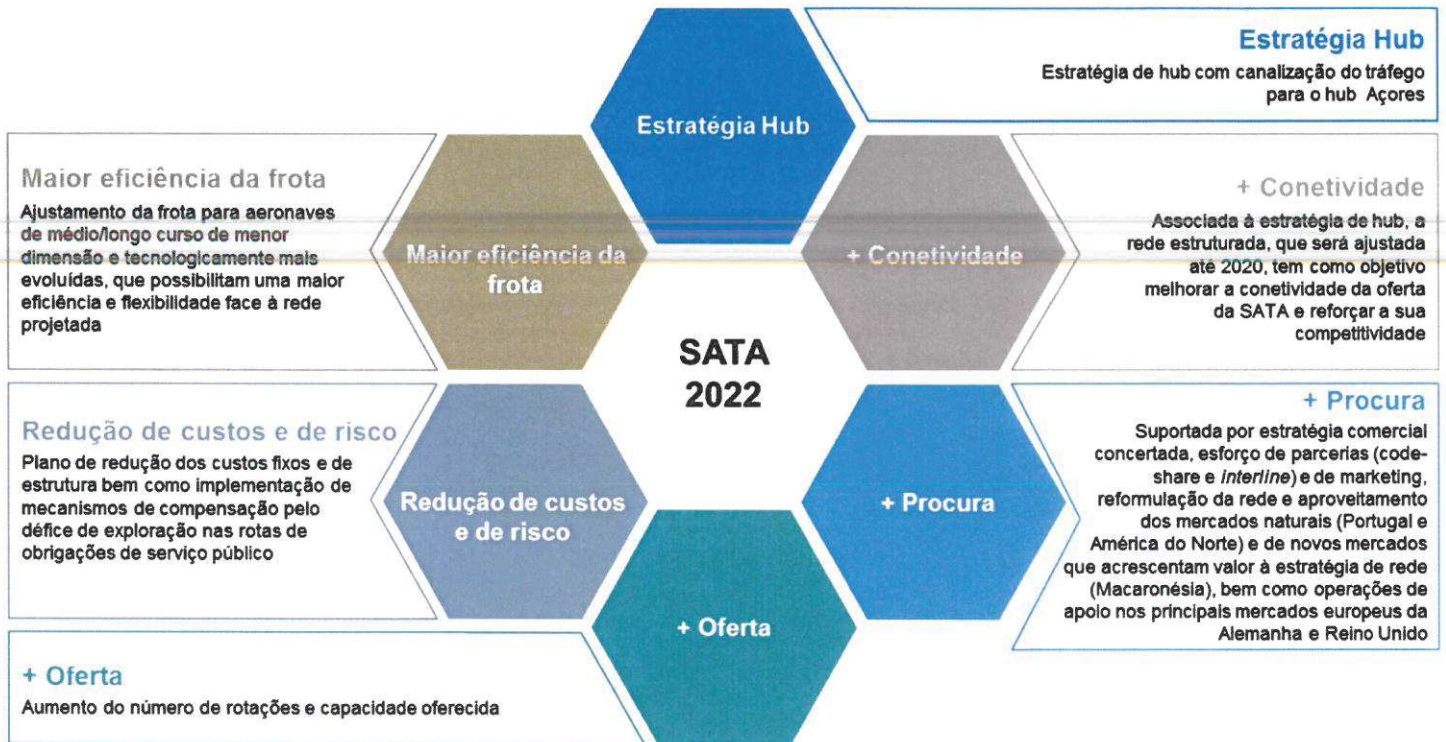 Estratégia Hub
Estratégia Hub
Estratégia de hub com canalização do tráfego
para o hub Açores
Maior eficiência da frota
Ajustamento da frota para aeronaves
de médio/longo curso de menor
dimensão e tecnologicamente mais
evoluídas, que possibilitam uma maior
eficiência e flexibilidade face à rede
projetada
Maior eficiência da
frota
+ Conetividade
+ Conetividade
Associada à estratégia de hub, a
rede estruturada, que será ajustada
até 2020, tem como objetivo
melhorar a conetividade da oferta
da SATA e reforçar a sua
competitividade
SATA
2022
Redução de custos e de risco
Plano de redução dos custos fixos e de
estrutura bem como implementação de
mecanismos de compensação pelo
défice de exploração nas rotas de
obrigações de serviço público
Redução de custos
e de risco
+ Procura
+ Procura
Suportada por estratégia comercial
concertada, esforço de parcerias (code-
share e interline) e de marketing,
reformulação da rede e aproveitamento
dos mercados naturais (Portugal e
América do Norte) e de novos mercados
que acrescentam valor à estratégia de rede
(Macaronésia), bem como operações de
apoio nos principais mercados europeus da
Alemanha e Reino Unido
+ Oferta
+ Oferta
Aumento do número de rotações e capacidade oferecida